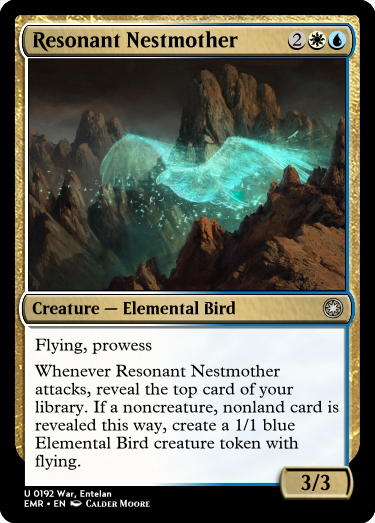 Resonant Nestmother 2
Creature — Elemental Bird
Flying, prowess
Whenever Resonant Nestmother
attacks, reveal the top card of your
library. If a noncreature, nonland card is
revealed this way, create a 1/1 blue
Elemental Bird creature token with
flying.
3/3
U 0192 War, Entelan
EMR • EN Calder Moore